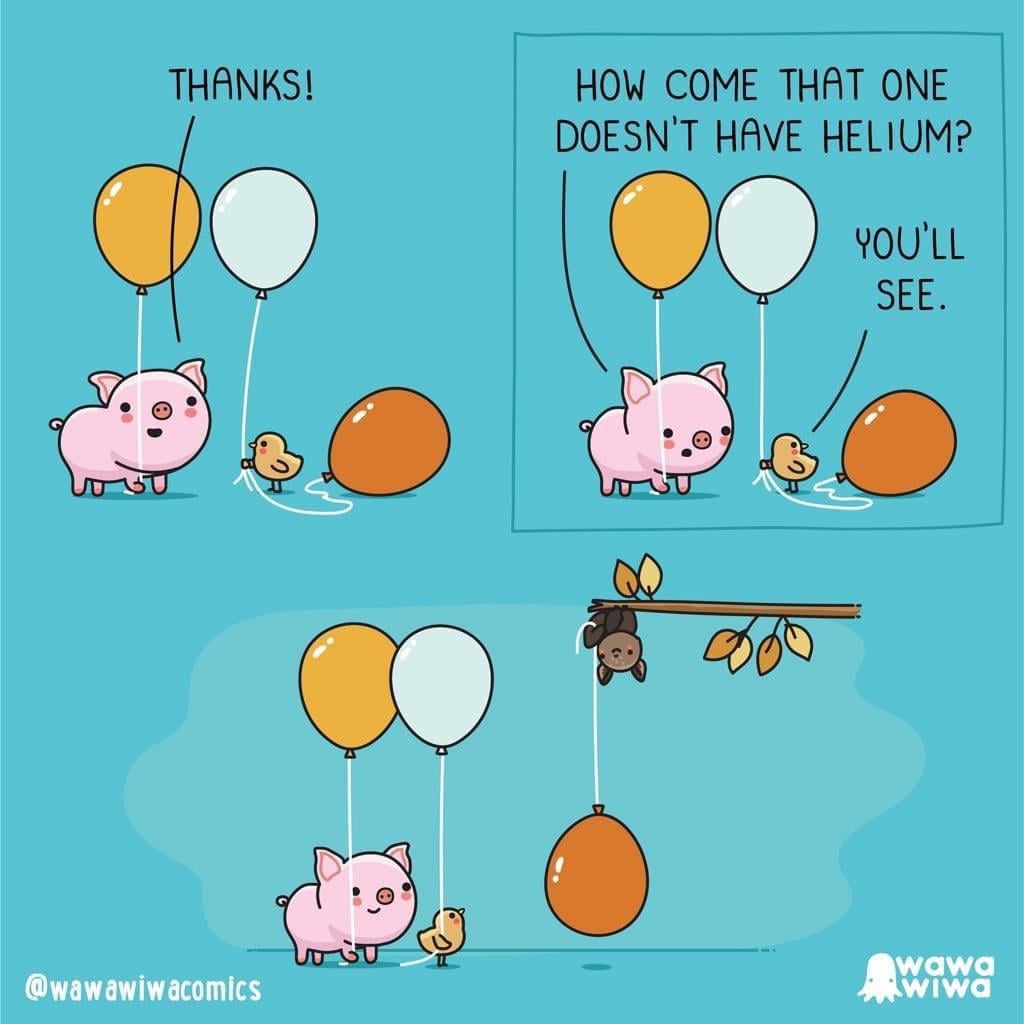 THANKS!
HOW COME THAT ONE
DOESN'T HAVE HELIUM?
YOU'LL
SEE.
@wawawiwacomics
wawa
wiwa